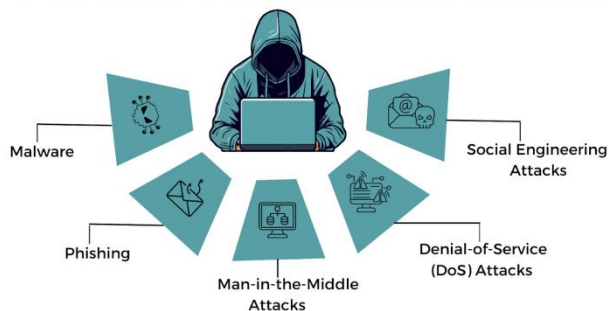 Malware
Social Engineering
Attacks
Phishing
Man-in-the-Middle
Attacks
Denial-of-Service
(DoS) Attacks